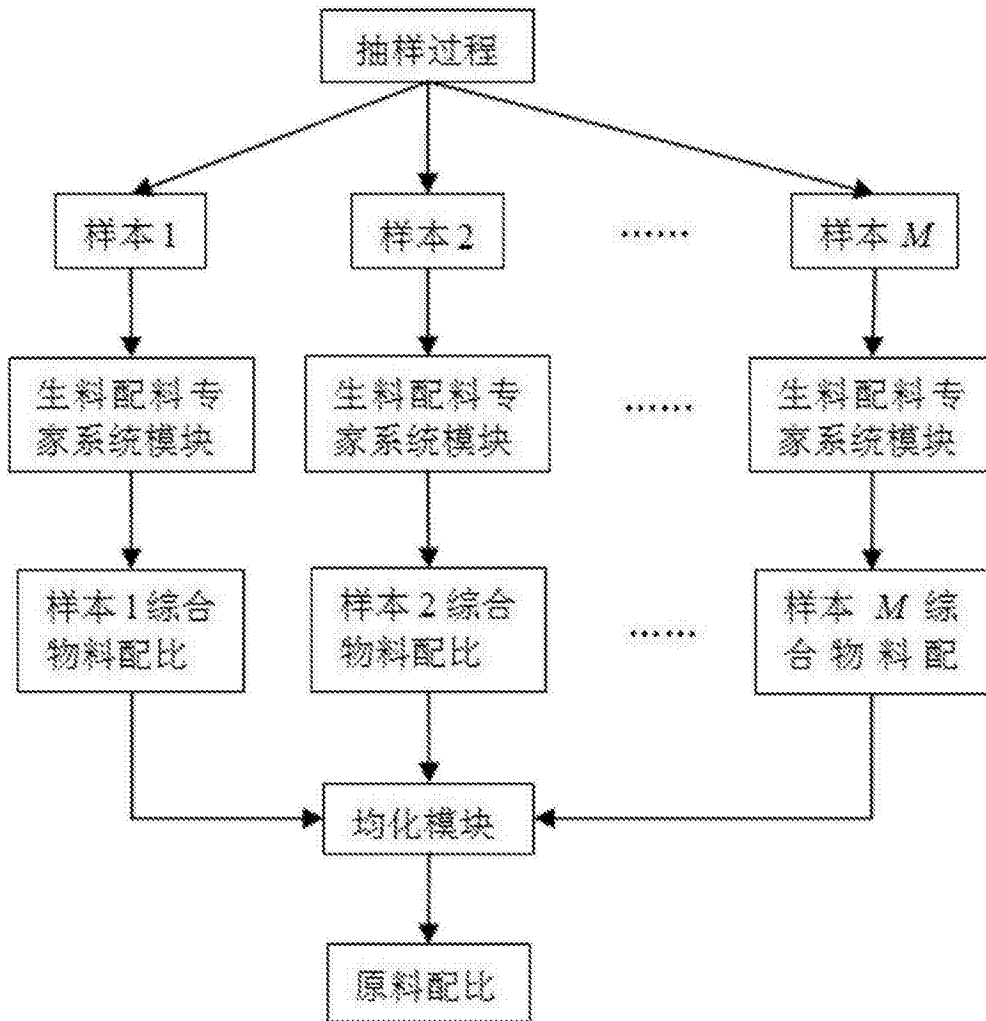 抽样过程
样本 1
样本 2
······
样本 M
生料配料专
家系统模块
生料配料专
家系统模块
······
生料配料专
家系统模块
样本 1 综合
物料配比
样本 2 综合
物料配比
······
样本 M 综
合物料配
均化模块
原料配比